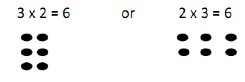 3 x 2 = 6 or 2 x 3 = 6